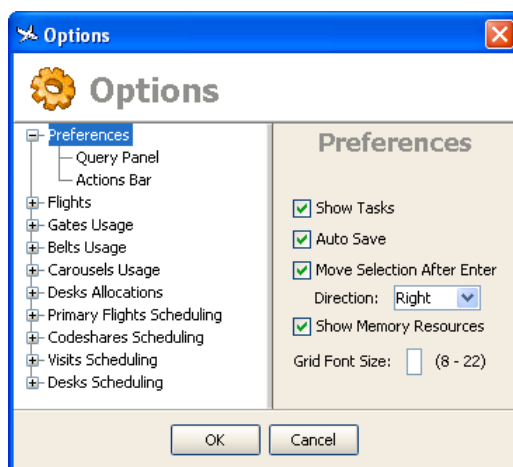 Options
Options
Preferences
Query Panel
Actions Bar
Flights
Gates Usage
Belts Usage
Carousels Usage
Desks Allocations
Primary Flights Scheduling
Codeshares Scheduling
Visits Scheduling
Desks Scheduling
Preferences
Show Tasks
Auto Save
Move Selection After Enter
Direction: Right
Show Memory Resources
Grid Font Size: (8 - 22)
OK Cancel